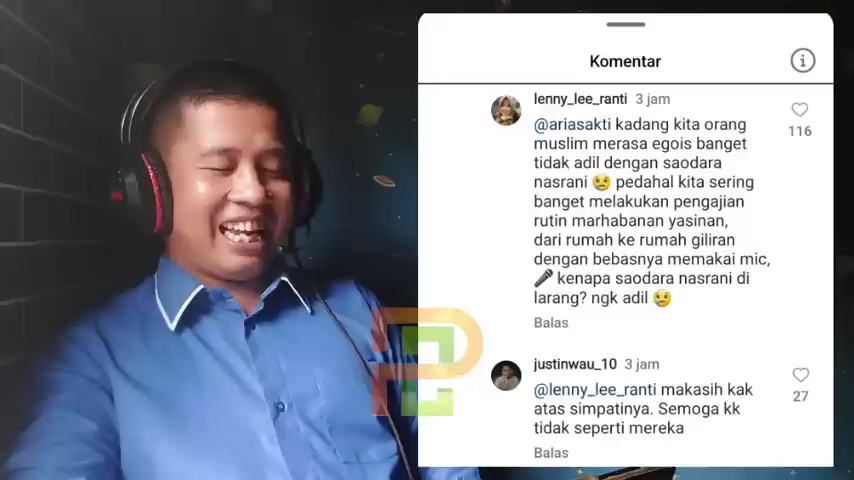 Komentar
lenny_lee_ranti 3 jam
@ariasakti kadang kita orang
muslim merasa egois banget
tidak adil dengan saodara
nasrani 😢 pedahal kita sering
banget melakukan pengajian
rutin marhabanan yasinan,
dari rumah ke rumah giliran
dengan bebasnya memakai mic,
🎤 kenapa saodara nasrani di
larang? ngk adil 😢
116
Balas
justinwau_10 3 jam
@lenny_lee_ranti makasih kak
atas simpatinya. Semoga kk
tidak seperti mereka
27
Balas